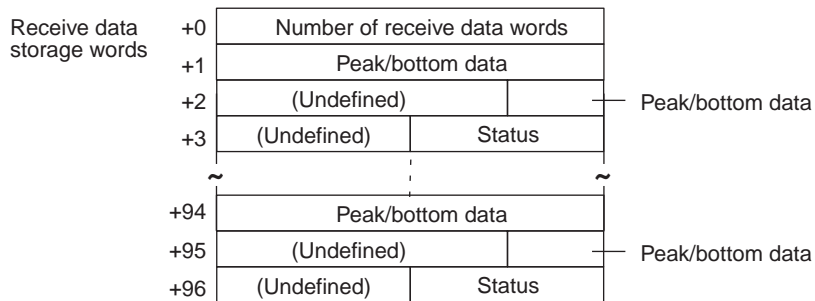 Receive data
storage words
+0 Number of receive data words
+1 Peak/bottom data
+2 (Undefined) Peak/bottom data
+3 (Undefined) Status
~ ~
+94 Peak/bottom data
+95 (Undefined) Peak/bottom data
+96 (Undefined) Status